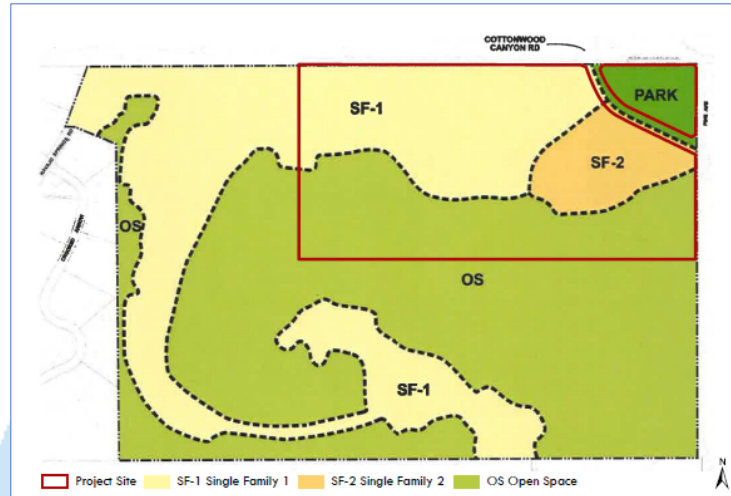 COTTONWOOD
CANYON RD
PARK
SF-1
SF-2
OS
OS
SF-1
Project Site
SF-1 Single Family 1
SF-2 Single Family 2
OS Open Space
N